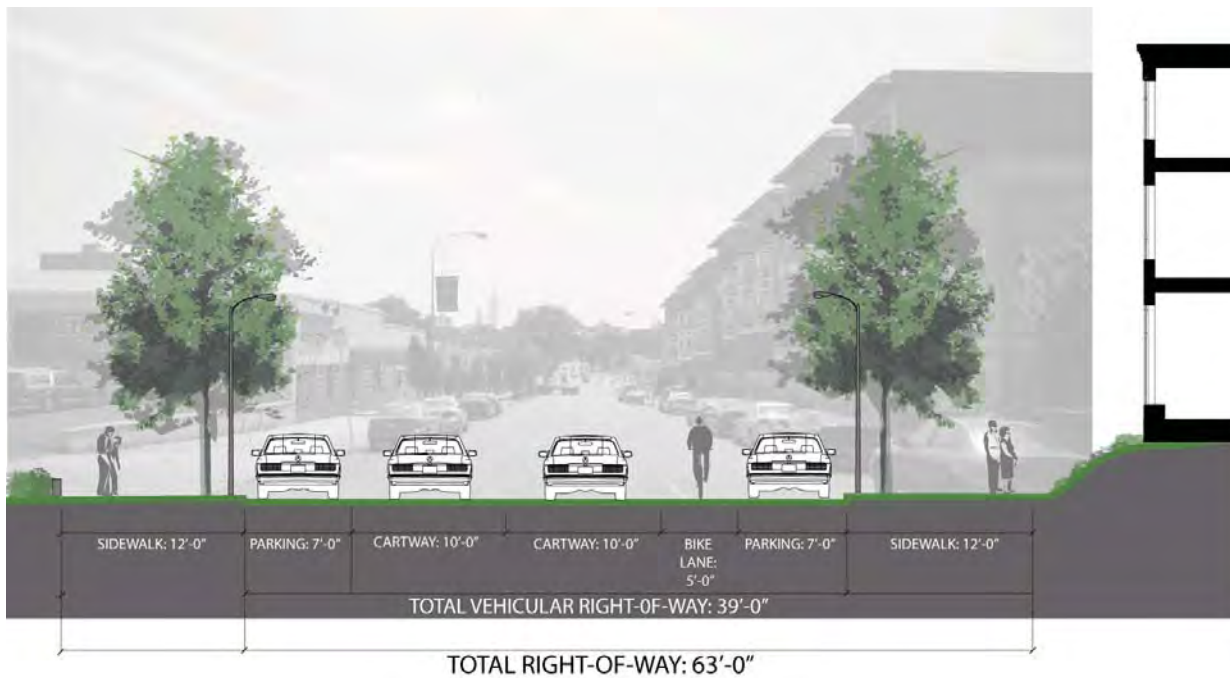 SIDEWALK: 12'-0"
PARKING: 7'-0"
CARTWAY: 10'-0"
CARTWAY: 10'-0"
BIKE
LANE:
5'-0"
PARKING: 7'-0"
SIDEWALK: 12'-0"
TOTAL VEHICULAR RIGHT-OF-WAY: 39'-0"
TOTAL RIGHT-OF-WAY: 63'-0"